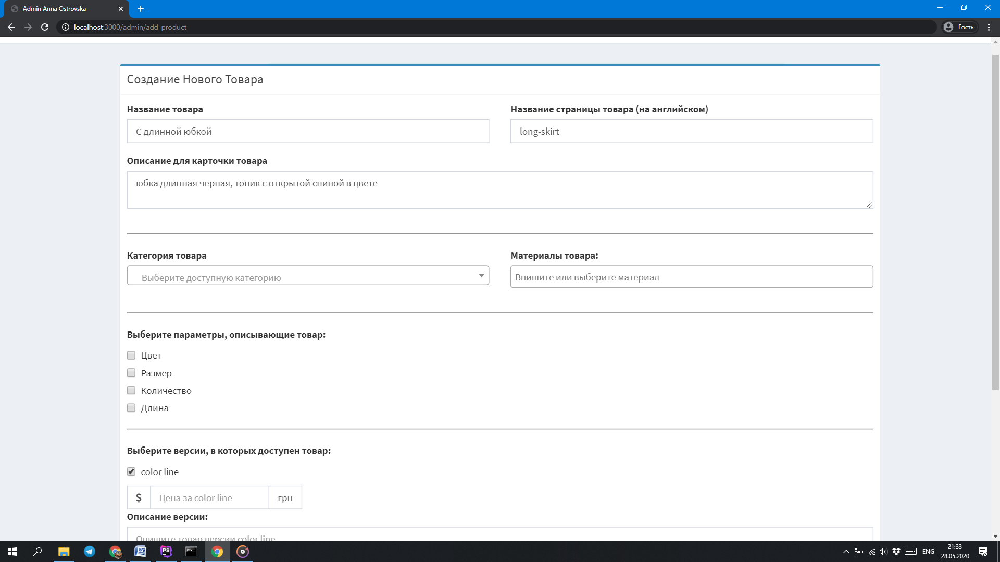 Admin Anna Ostrovska
localhost:3000/admin/add-product
Гость
Создание Нового Товара
Название товара
Название страницы товара (на английском)
С длинной юбкой
long-skirt
Описание для карточки товара
юбка длинная черная, топик с открытой спиной в цвете
Категория товара
Материалы товара:
Выберите доступную категорию
Впишите или выберите материал
Выберите параметры, описывающие товар:
Цвет
Размер
Количество
Длина
Выберите версии, в которых доступен товар:
color line
$
Цена за color line
грн
Описание версии:
Опишите товар версии color line
ENG
21:33
28.05.2020